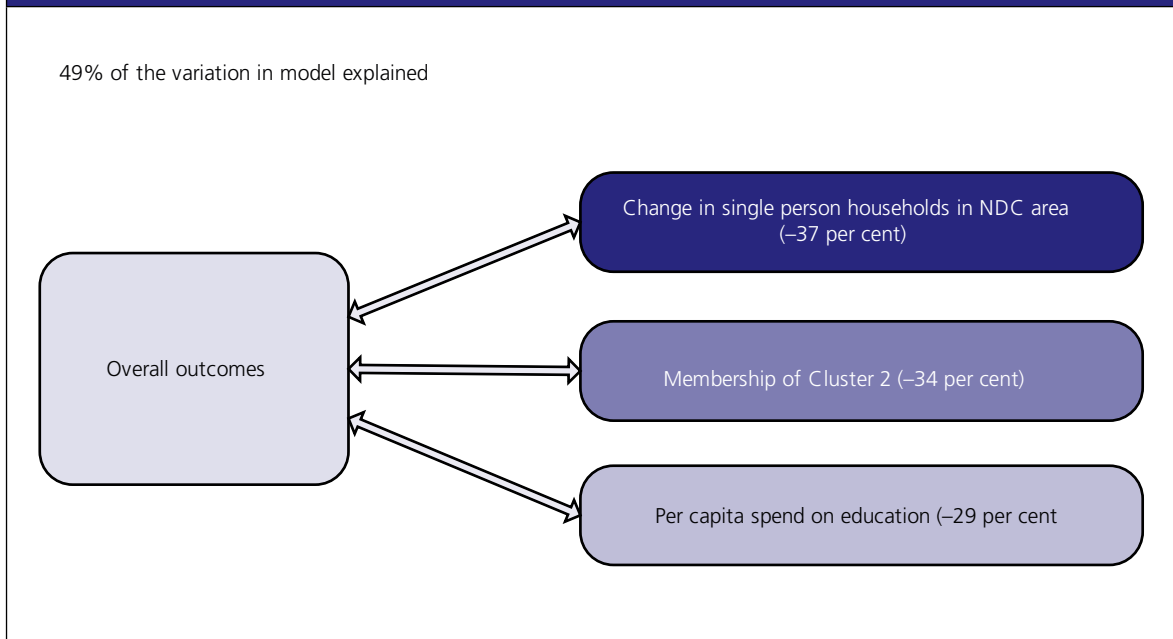 49% of the variation in model explained
Change in single person households in NDC area
(–37 per cent)
Overall outcomes
Membership of Cluster 2 (–34 per cent)
Per capita spend on education (–29 per cent